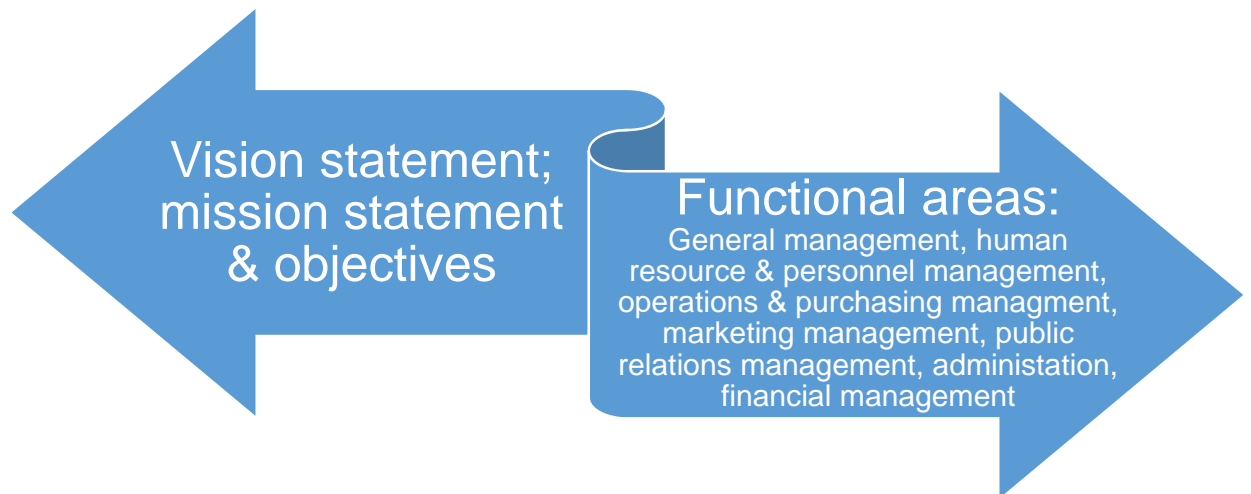 Vision statement;
mission statement
& objectives
Functional areas:
General management, human
resource & personnel management,
operations & purchasing managment,
marketing management, public
relations management, administation,
financial management